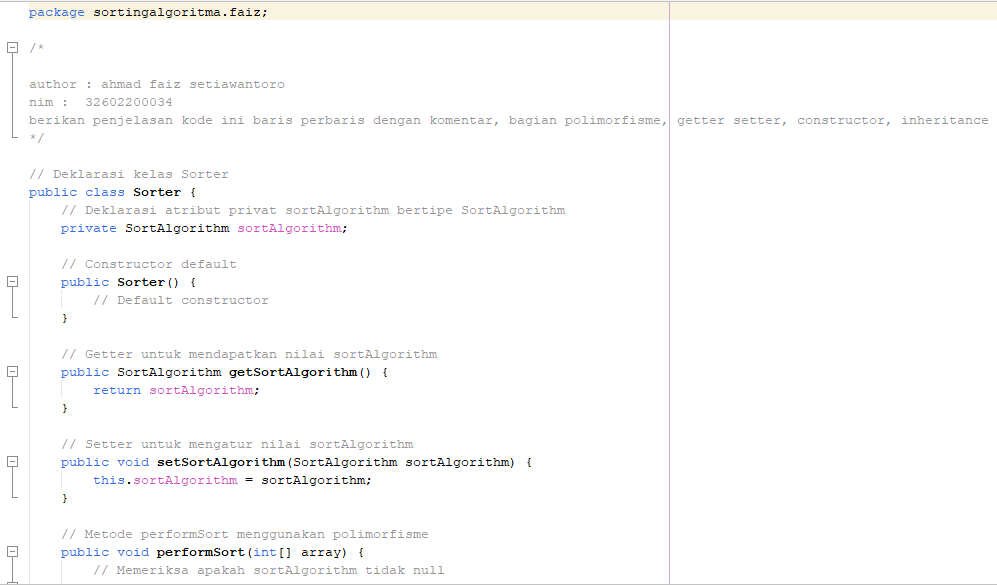 package sortingalgoritma.faiz;
/*
author : ahmad faiz setiawantoro
nim :  32602200034
berikan penjelasan kode ini baris perbaris dengan komentar, bagian polimorfisme, getter setter, constructor, inheritance
*/
// Deklarasi kelas Sorter
public class Sorter {
    // Deklarasi atribut privat sortAlgorithm bertipe SortAlgorithm
    private SortAlgorithm sortAlgorithm;
    // Constructor default
    public Sorter() {
        // Default constructor
    }
    // Getter untuk mendapatkan nilai sortAlgorithm
    public SortAlgorithm getSortAlgorithm() {
        return sortAlgorithm;
    }
    // Setter untuk mengatur nilai sortAlgorithm
    public void setSortAlgorithm(SortAlgorithm sortAlgorithm) {
        this.sortAlgorithm = sortAlgorithm;
    }
    // Metode performSort menggunakan polimorfisme
    public void performSort(int[] array) {
        // Memeriksa apakah sortAlgorithm tidak null